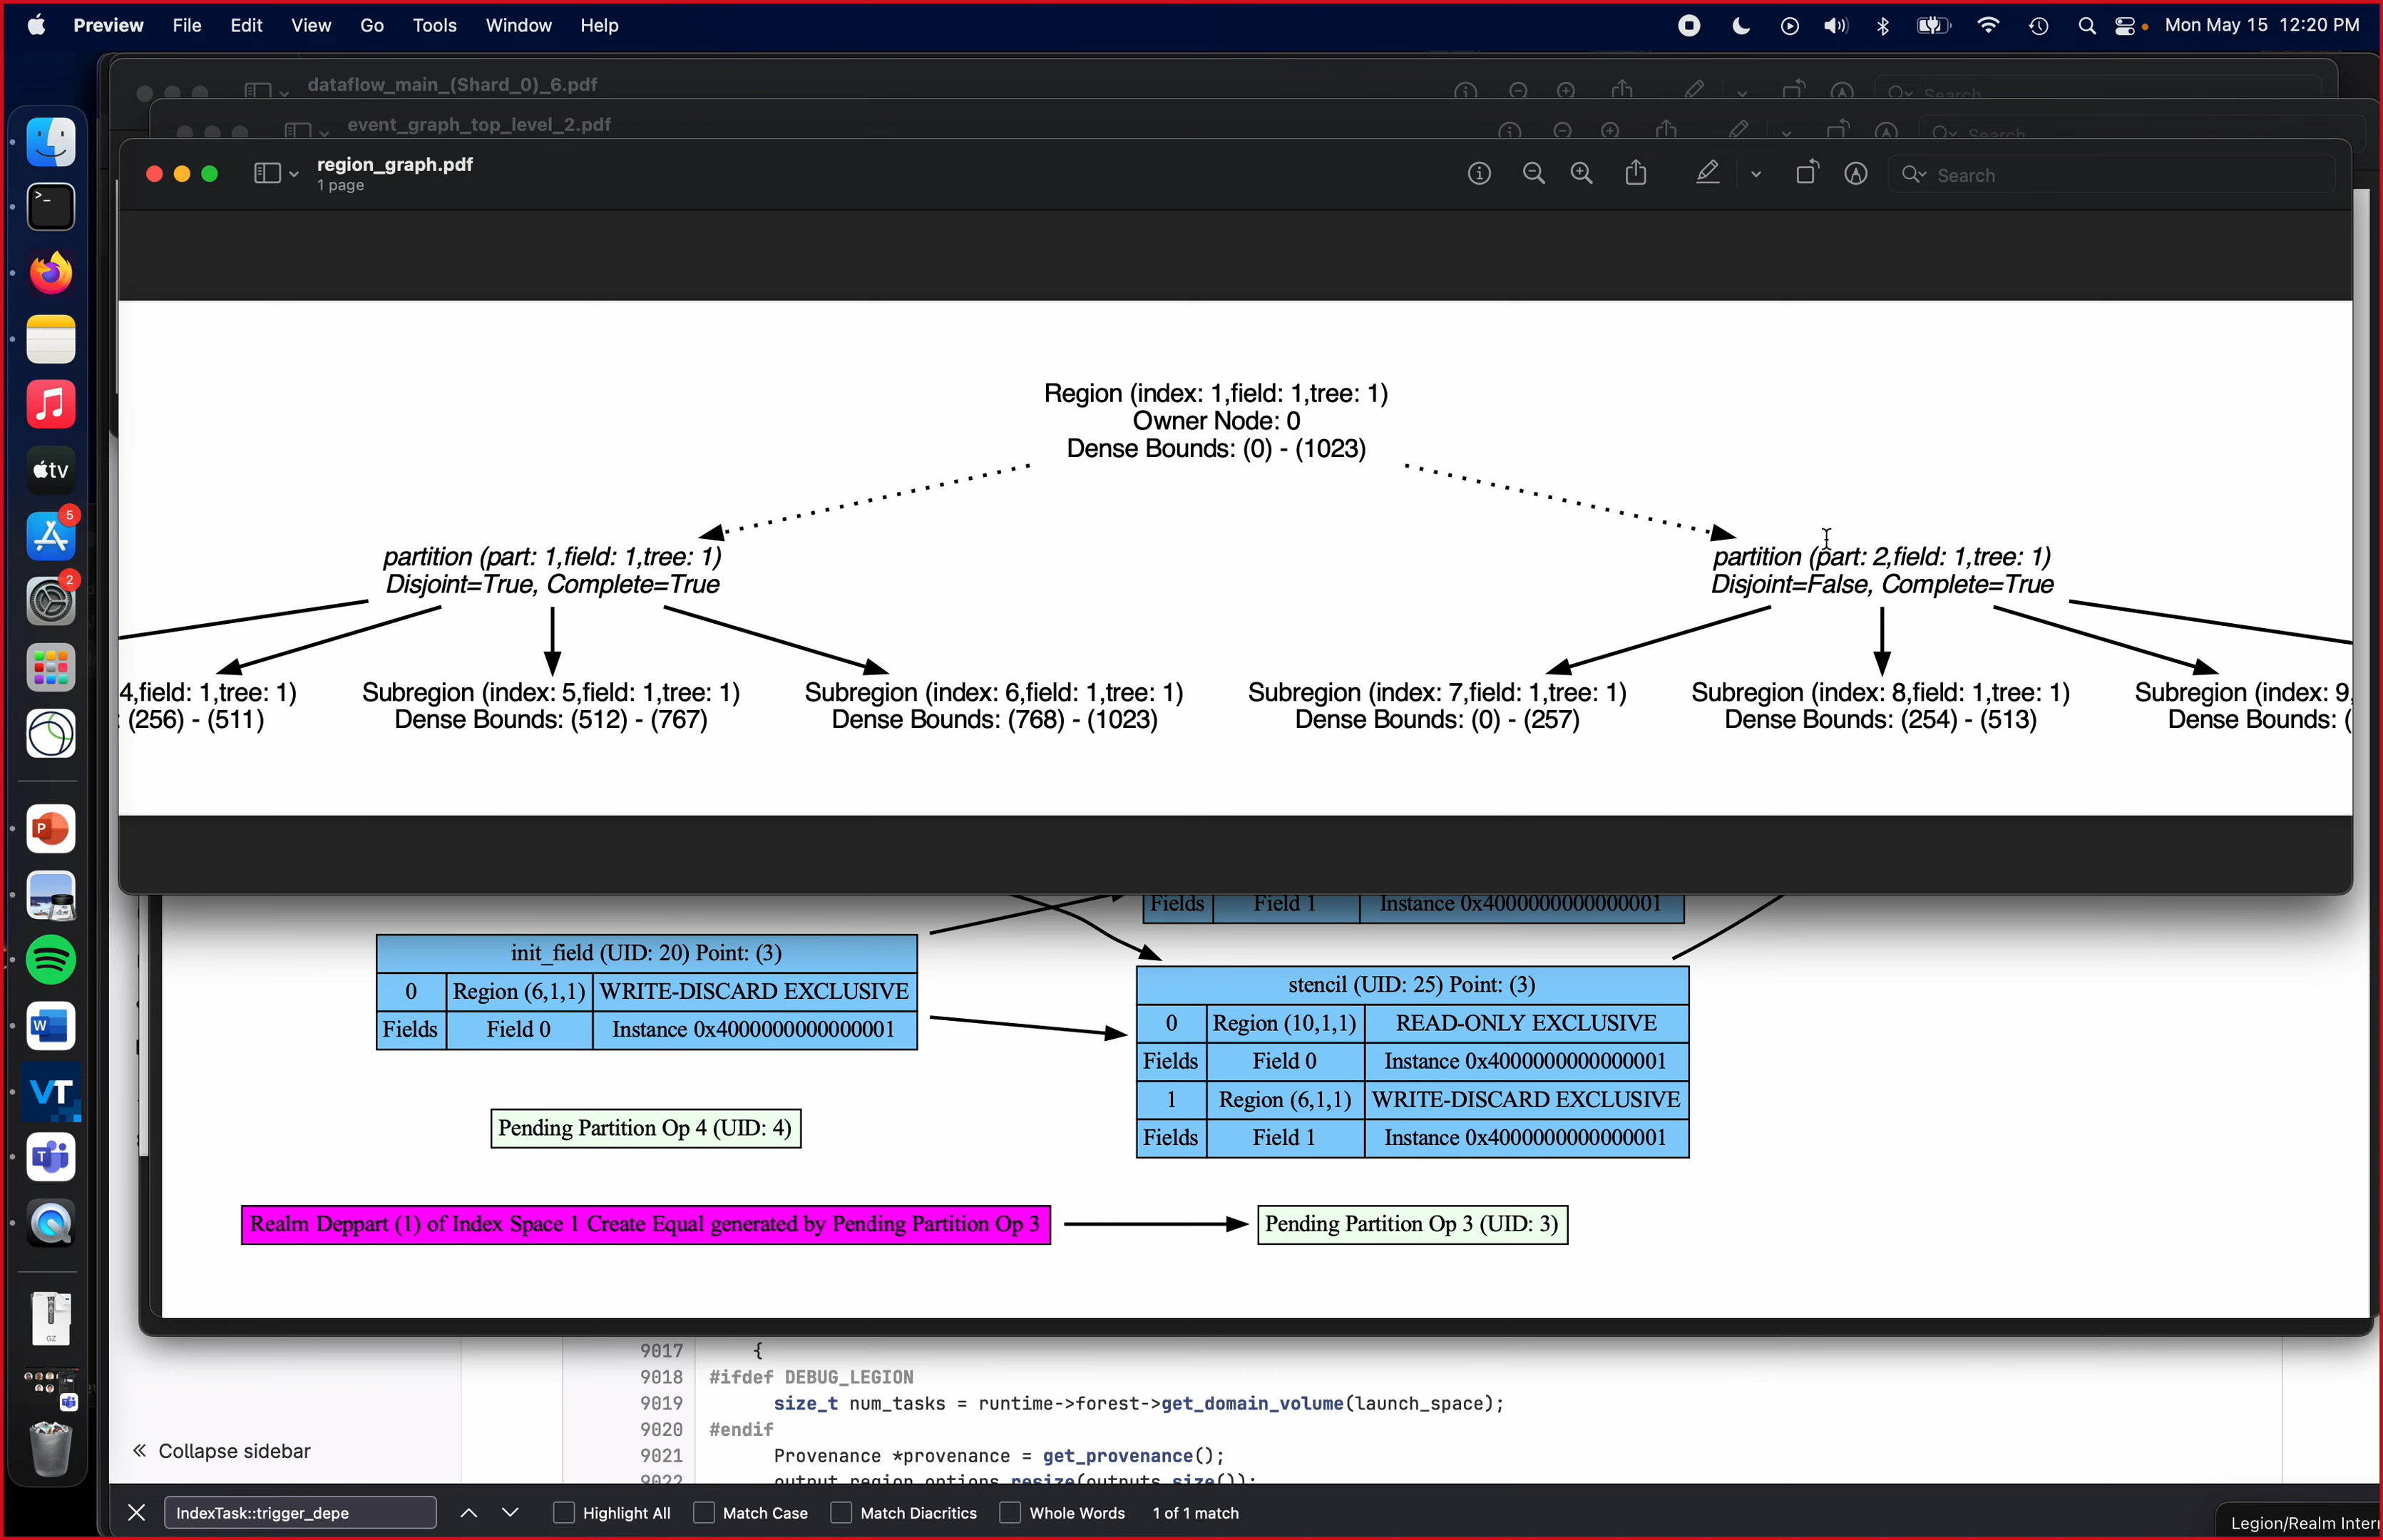 Preview File Edit View Go Tools Window Help
Mon May 15 12:20 PM
dataflow_main_(Shard_0)_6.pdf
Search
event_graph_top_level_2.pdf
Search
region_graph.pdf
1 page
Search
Region (index: 1,field: 1,tree: 1)
Owner Node: 0
Dense Bounds: (0) - (1023)
partition (part: 1,field: 1,tree: 1)
Disjoint=True, Complete=True
partition (part: 2,field: 1,tree: 1)
Disjoint=False, Complete=True
4,field: 1,tree: 1)
: (256) - (511)
Subregion (index: 5,field: 1,tree: 1)
Dense Bounds: (512) - (767)
Subregion (index: 6,field: 1,tree: 1)
Dense Bounds: (768) - (1023)
Subregion (index: 7,field: 1,tree: 1)
Dense Bounds: (0) - (257)
Subregion (index: 8,field: 1,tree: 1)
Dense Bounds: (254) - (513)
Subregion (index: 9,
Dense Bounds: (
Fields Field 1 Instance 0x4000000000000001
init_field (UID: 20) Point: (3)
0 Region (6,1,1) WRITE-DISCARD EXCLUSIVE
Fields Field 0 Instance 0x4000000000000001
stencil (UID: 25) Point: (3)
0 Region (10,1,1) READ-ONLY EXCLUSIVE
Fields Field 0 Instance 0x4000000000000001
1 Region (6,1,1) WRITE-DISCARD EXCLUSIVE
Fields Field 1 Instance 0x4000000000000001
Pending Partition Op 4 (UID: 4)
Realm Deppart (1) of Index Space 1 Create Equal generated by Pending Partition Op 3
Pending Partition Op 3 (UID: 3)
9017 {
9018 #ifdef DEBUG_LEGION
9019 size_t num_tasks = runtime->forest->get_domain_volume(launch_space);
9020 #endif
9021 Provenance *provenance = get_provenance();
9022 output_region_options.resize(outputs.size());
« Collapse sidebar
IndexTask::trigger_depe
Highlight All Match Case Match Diacritics Whole Words 1 of 1 match
Legion/Realm Inter
tv
5
2
P
W
VT
T
GZ